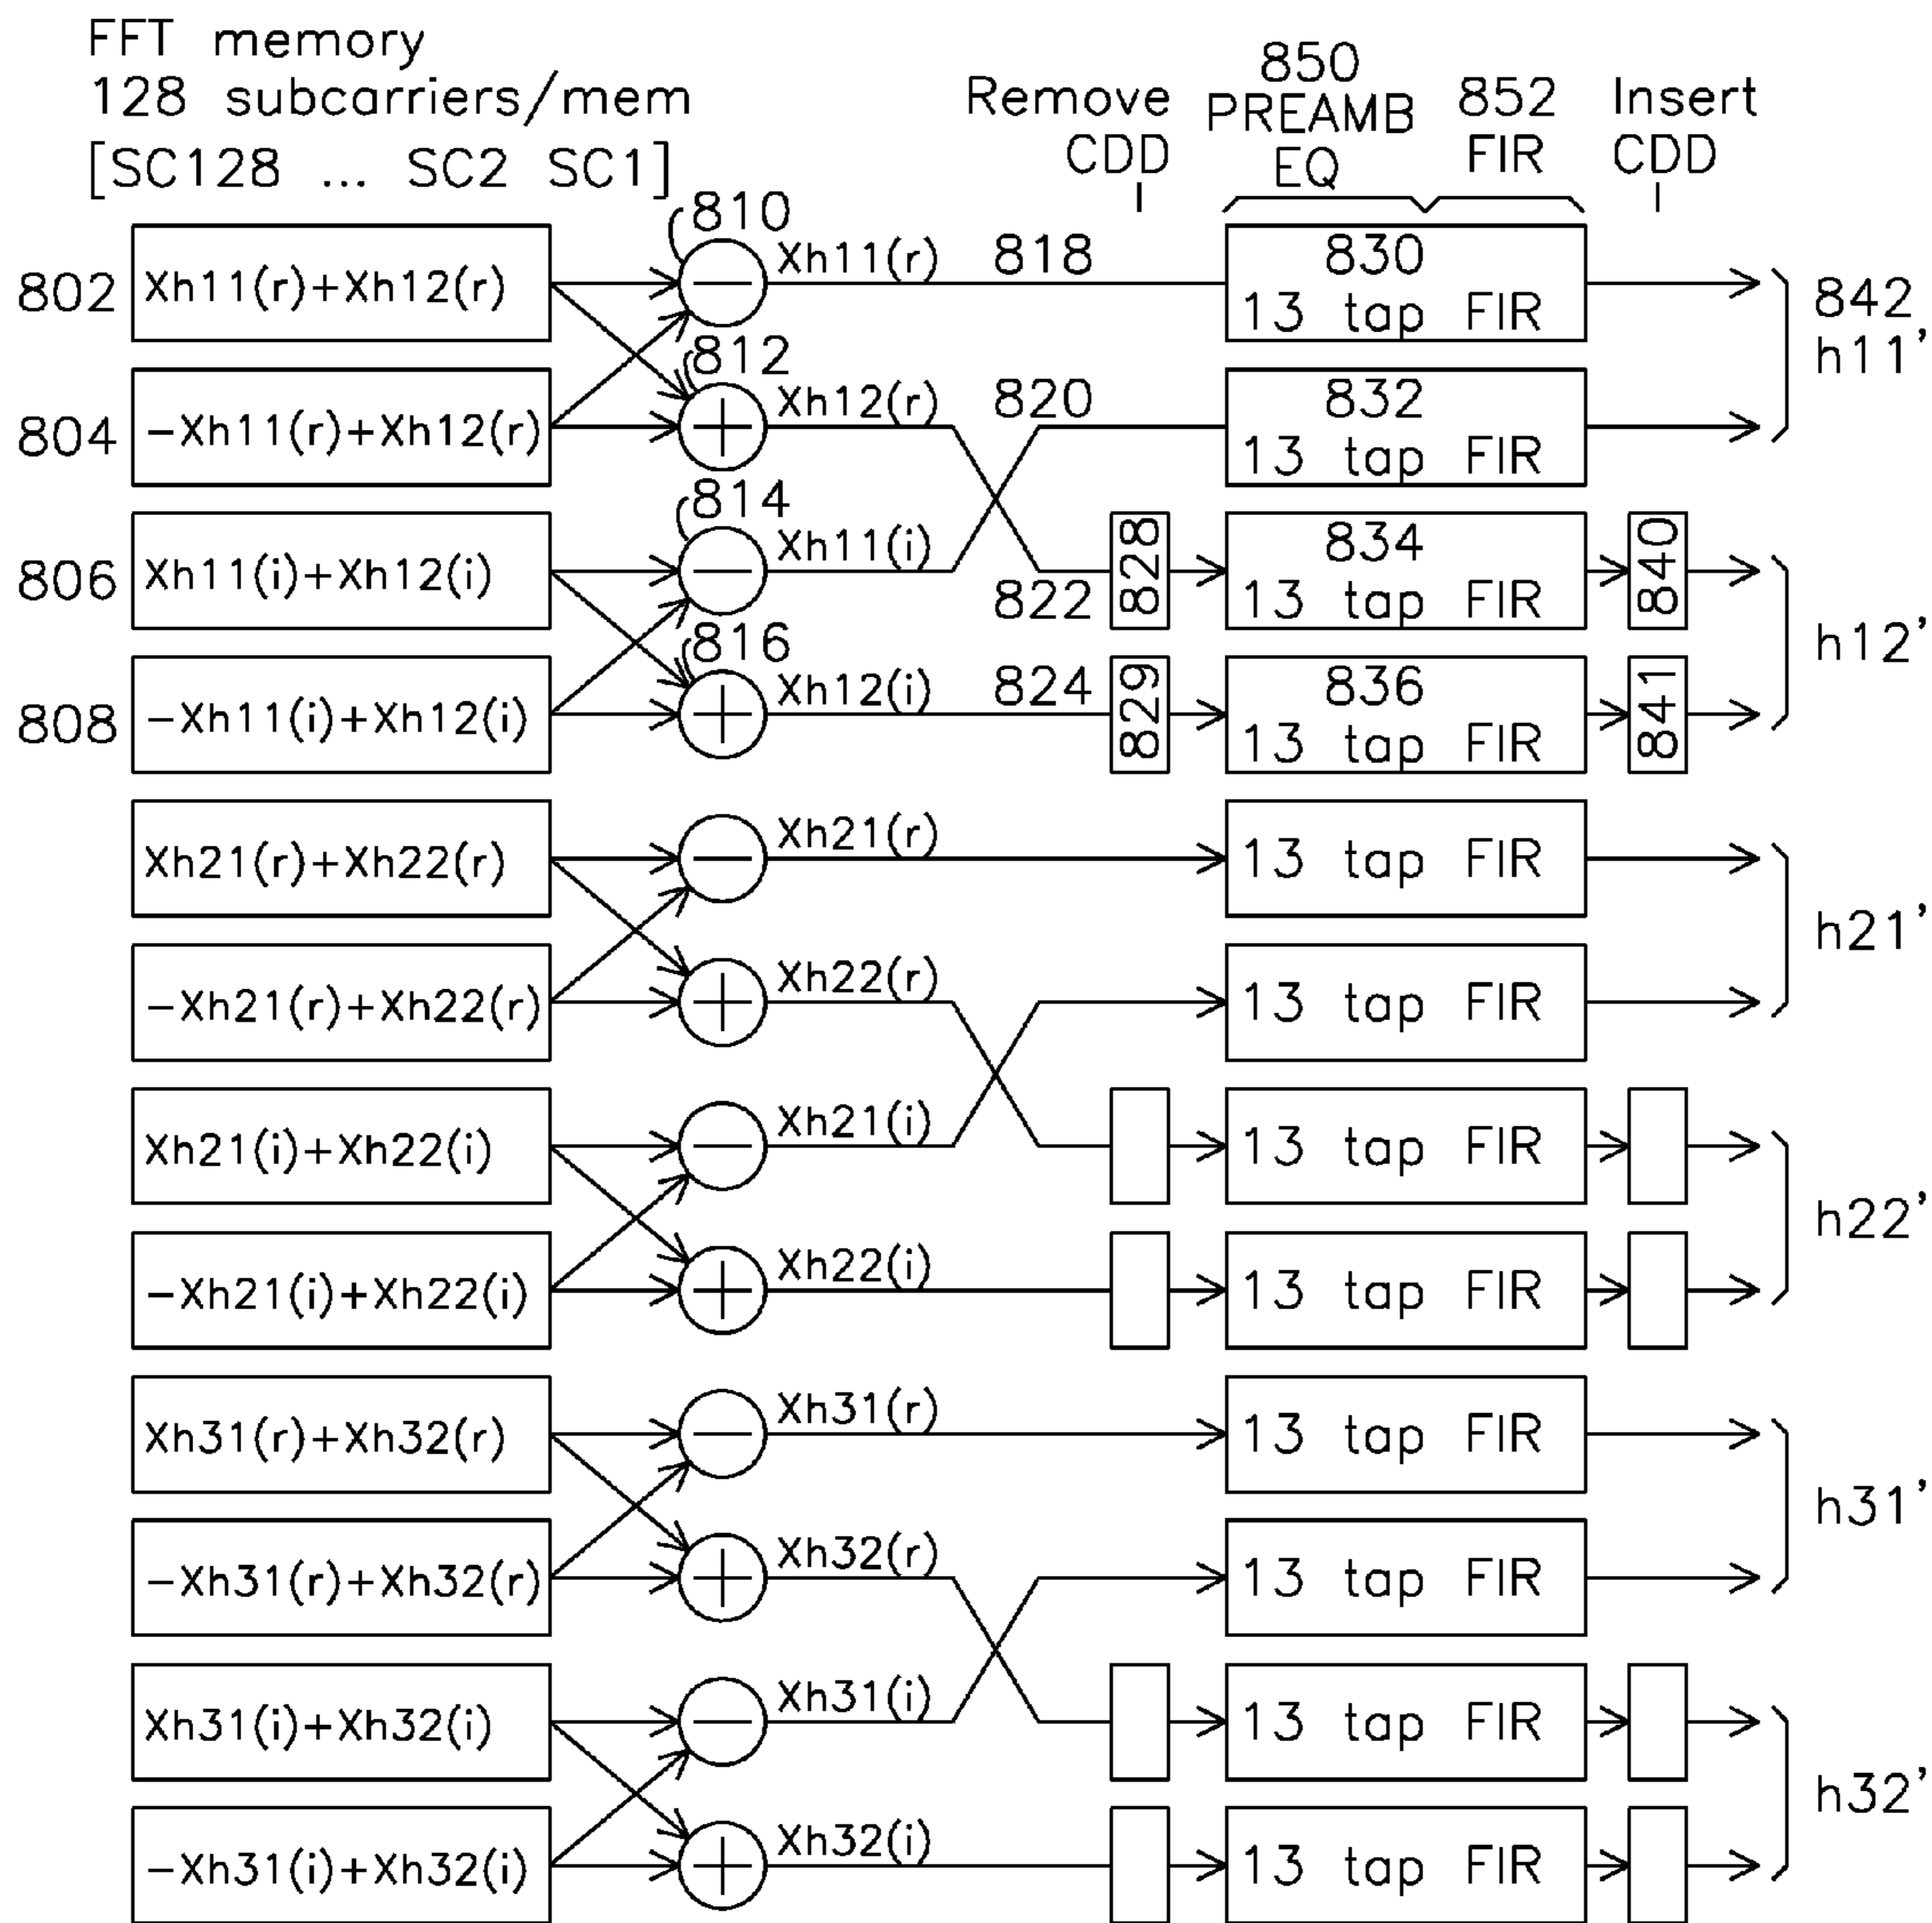 FFT memory
128 subcarriers/mem
[SC128 ... SC2 SC1]
Remove
CDD
850
PREAMB
EQ
852
FIR
Insert
CDD
802
Xh11(r)+Xh12(r)
810
Xh11(r)
818
830
13 tap FIR
842
h11'
804
-Xh11(r)+Xh12(r)
812
Xh12(r)
820
832
13 tap FIR
806
Xh11(i)+Xh12(i)
814
Xh11(i)
822
828
834
13 tap FIR
840
h12'
808
-Xh11(i)+Xh12(i)
816
Xh12(i)
824
829
836
13 tap FIR
841
Xh21(r)+Xh22(r)
Xh21(r)
13 tap FIR
h21'
-Xh21(r)+Xh22(r)
Xh22(r)
13 tap FIR
Xh21(i)+Xh22(i)
Xh21(i)
13 tap FIR
h22'
-Xh21(i)+Xh22(i)
Xh22(i)
13 tap FIR
Xh31(r)+Xh32(r)
Xh31(r)
13 tap FIR
h31'
-Xh31(r)+Xh32(r)
Xh32(r)
13 tap FIR
Xh31(i)+Xh32(i)
Xh31(i)
13 tap FIR
h32'
-Xh31(i)+Xh32(i)
Xh32(i)
13 tap FIR